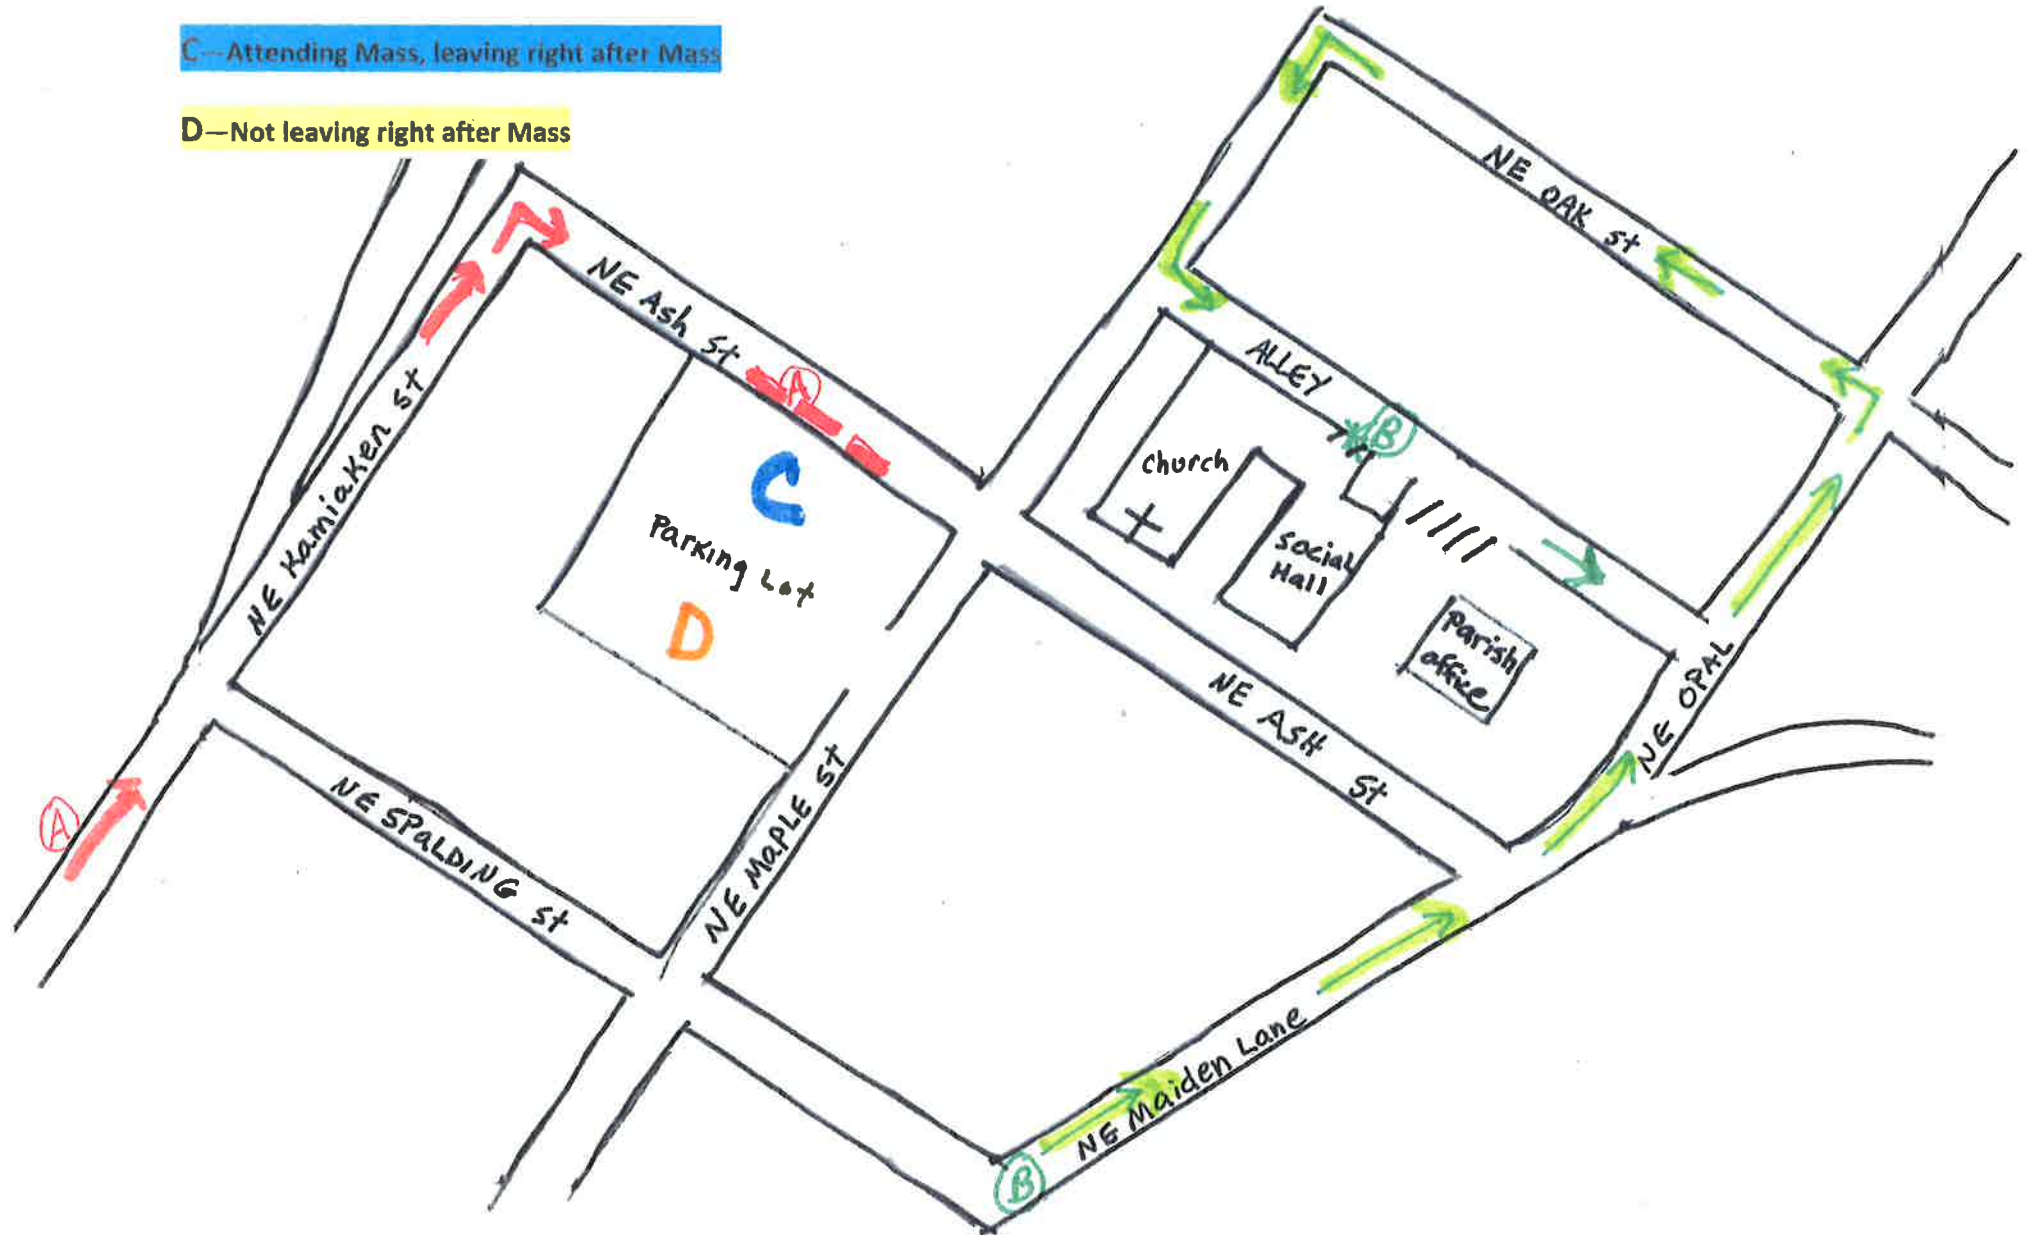 C—Attending Mass, leaving right after Mass
D—Not leaving right after Mass
NE OAK St
NE Ash St
A
ALLEY
B
NE Kamiaken St
C
Parking Lot
D
church
social
Hall
Parish
office
NE OPAL
NE ASH St
NE MAPLE ST
NE SPaLDING St
A
NE Maiden Lane
B